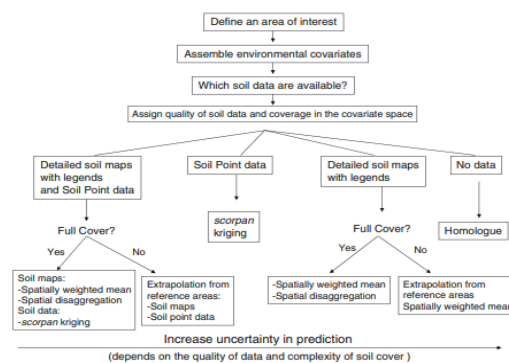 Define an area of interest
Assemble environmental covariates
Which soil data are available?
Assign quality of soil data and coverage in the covariate space
Detailed soil maps
with legends
and Soil Point data
Soil Point data
Detailed soil maps
with legends
No data
scorpan
kriging
Homologue
Full Cover?
Yes
No
Full Cover?
Yes
No
Soil maps:
-Spatially weighted mean
-Spatial disaggregation
Soil data:
-scorpan kriging
Extrapolation from
reference areas:
-Soil maps
-Soil point data
-Spatially weighted mean
-Spatial disaggregation
Extrapolation from
reference areas
Spatially weighted mean
Increase uncertainty in prediction
(depends on the quality of data and complexity of soil cover )